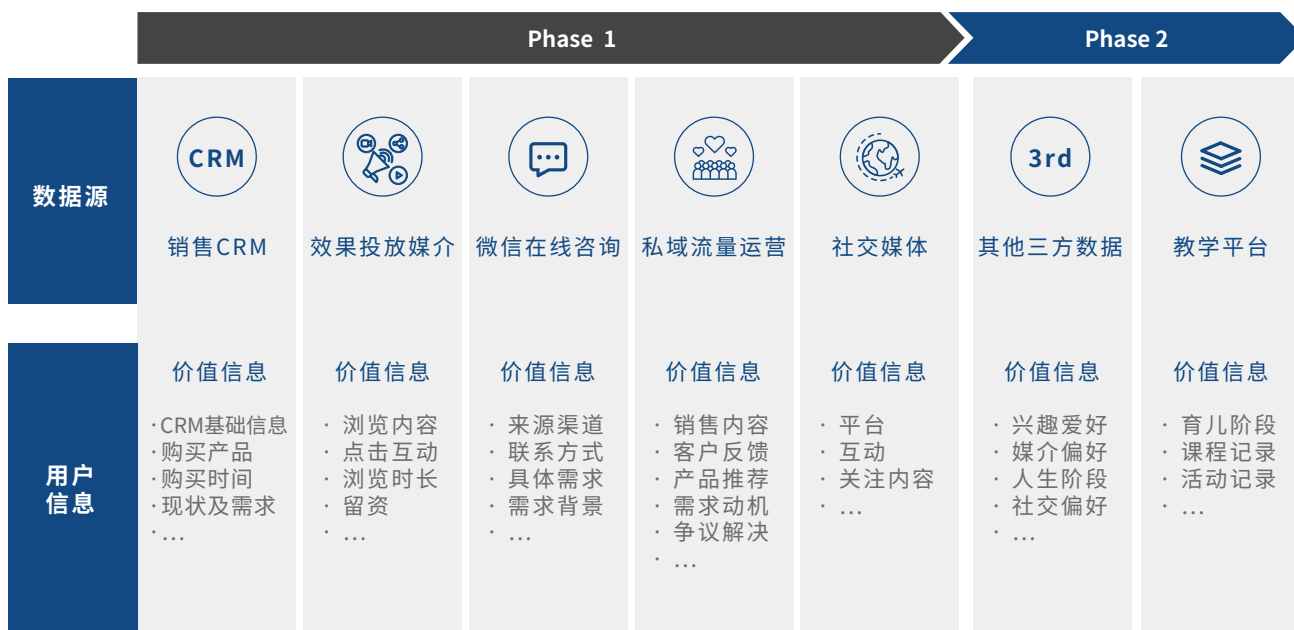 Phase 1
Phase 2
数据源
CRM
销售CRM
效果投放媒介
微信在线咨询
私域流量运营
社交媒体
3rd
其他三方数据
教学平台
用户
信息
价值信息
·CRM基础信息
·购买产品
·购买时间
·现状及需求
·...
价值信息
· 浏览内容
· 点击互动
· 浏览时长
· 留资
· ...
价值信息
· 来源渠道
· 联系方式
· 具体需求
· 需求背景
· ...
价值信息
· 销售内容
· 客户反馈
· 产品推荐
· 需求动机
· 争议解决
· ...
价值信息
· 平台
· 互动
· 关注内容
· ...
价值信息
· 兴趣爱好
· 媒介偏好
· 人生阶段
· 社交偏好
· ...
价值信息
· 育儿阶段
· 课程记录
· 活动记录
· ...